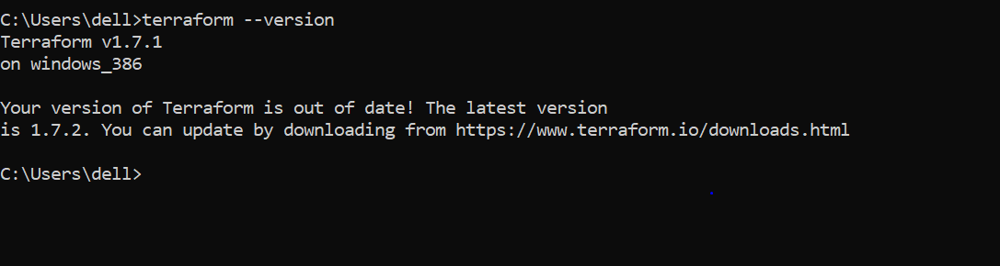 C:\Users\dell>terraform --version
Terraform v1.7.1
on windows_386
Your version of Terraform is out of date! The latest version
is 1.7.2. You can update by downloading from https://www.terraform.io/downloads.html
C:\Users\dell>